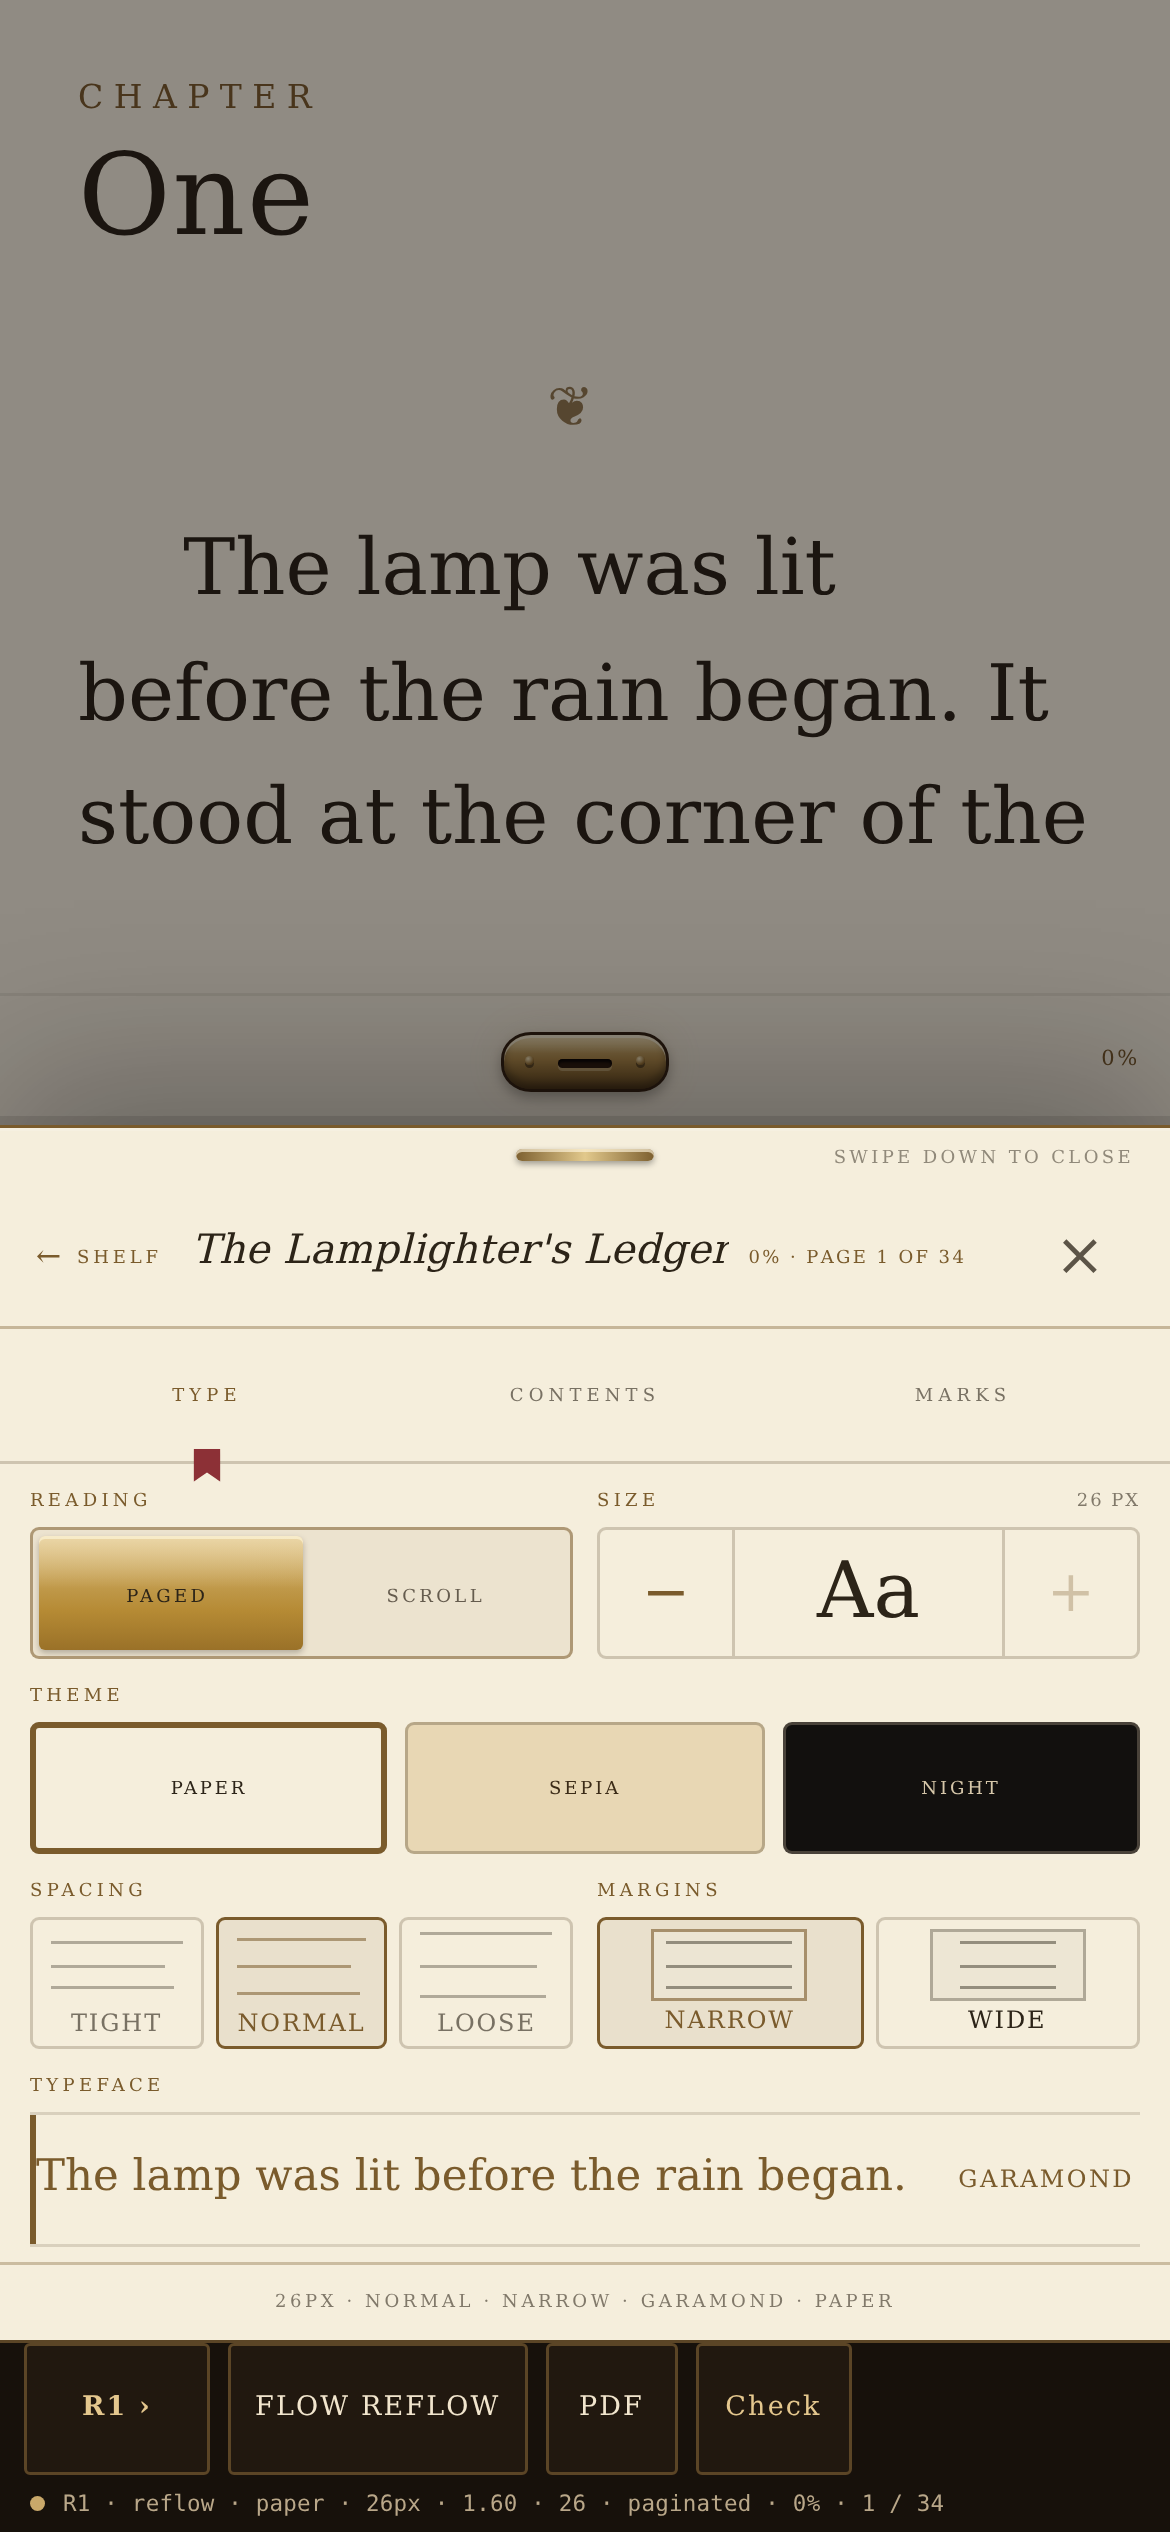 CHAPTER
One
❦
The lamp was lit
before the rain began. It
stood at the corner of the
0%
SWIPE DOWN TO CLOSE
← SHELF The Lamplighter's Ledger 0% · PAGE 1 OF 34 ×
TYPE CONTENTS MARKS
READING SIZE 26 PX
PAGED SCROLL − Aa +
THEME
PAPER SEPIA NIGHT
SPACING MARGINS
TIGHT NORMAL LOOSE NARROW WIDE
TYPEFACE
The lamp was lit before the rain began. GARAMOND
26PX · NORMAL · NARROW · GARAMOND · PAPER
R1 › FLOW REFLOW PDF Check
R1 · reflow · paper · 26px · 1.60 · 26 · paginated · 0% · 1 / 34